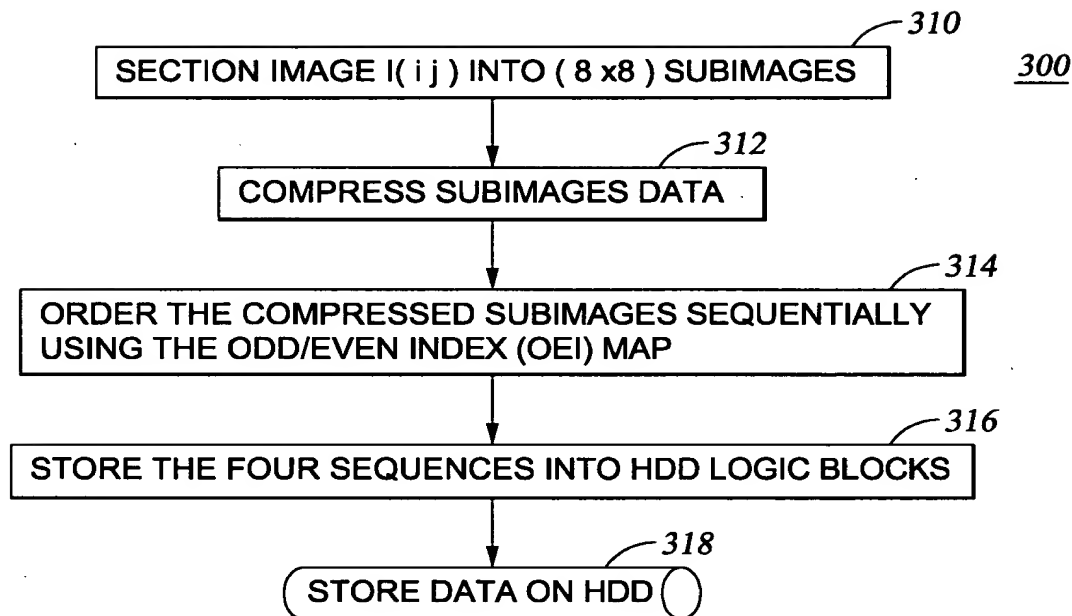 310
SECTION IMAGE I( i j ) INTO ( 8 x8 ) SUBIMAGES
300
312
COMPRESS SUBIMAGES DATA
314
ORDER THE COMPRESSED SUBIMAGES SEQUENTIALLY
USING THE ODD/EVEN INDEX (OEI) MAP
316
STORE THE FOUR SEQUENCES INTO HDD LOGIC BLOCKS
318
STORE DATA ON HDD